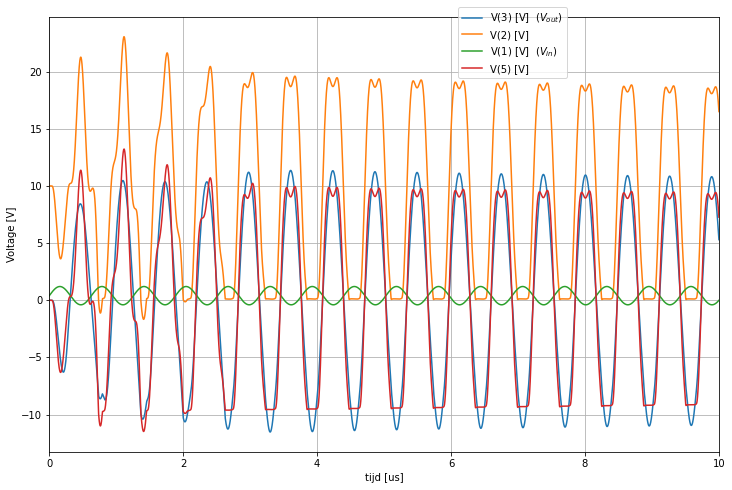 V(3) [V]  (V_out)
V(2) [V]
V(1) [V]  (V_in)
V(5) [V]
20
15
10
5
0
−5
−10
Voltage [V]
0 2 4 6 8 10
tijd [us]